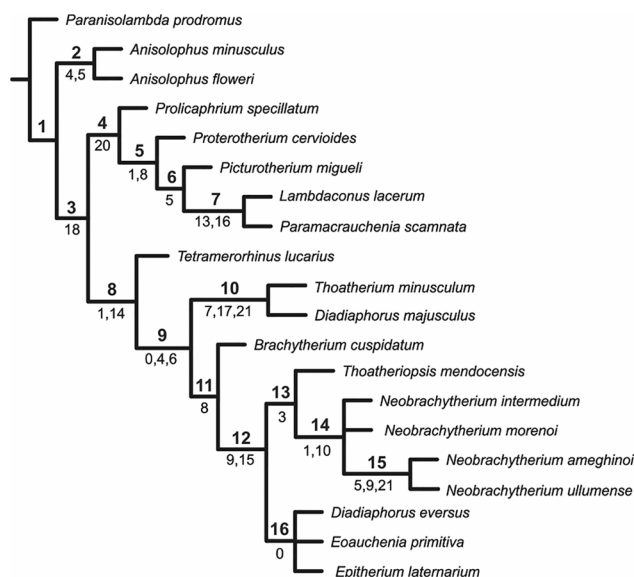 Paranisolambda prodromus
2
Anisolophus minusculus
4,5
Anisolophus floweri
Prolicaphrium specillatum
1
4
20
5
Proterotherium cervioides
1,8
6
Picturotherium migueli
5
7
Lambdaconus lacerum
13,16
3
18
Paramacrauchenia scamnata
Tetramerorhinus lucarius
8
1,14
10
Thoatherium minusculum
7,17,21
Diadiaphorus majusculus
9
0,4,6
Brachytherium cuspidatum
11
8
13
Thoatheriopsis mendocensis
3
Neobrachytherium intermedium
14
1,10
Neobrachytherium morenoi
12
9,15
15
Neobrachytherium ameghinoi
5,9,21
Neobrachytherium ullumense
Diadiaphorus eversus
16
0
Eoauchenia primitiva
Epitherium laternarium